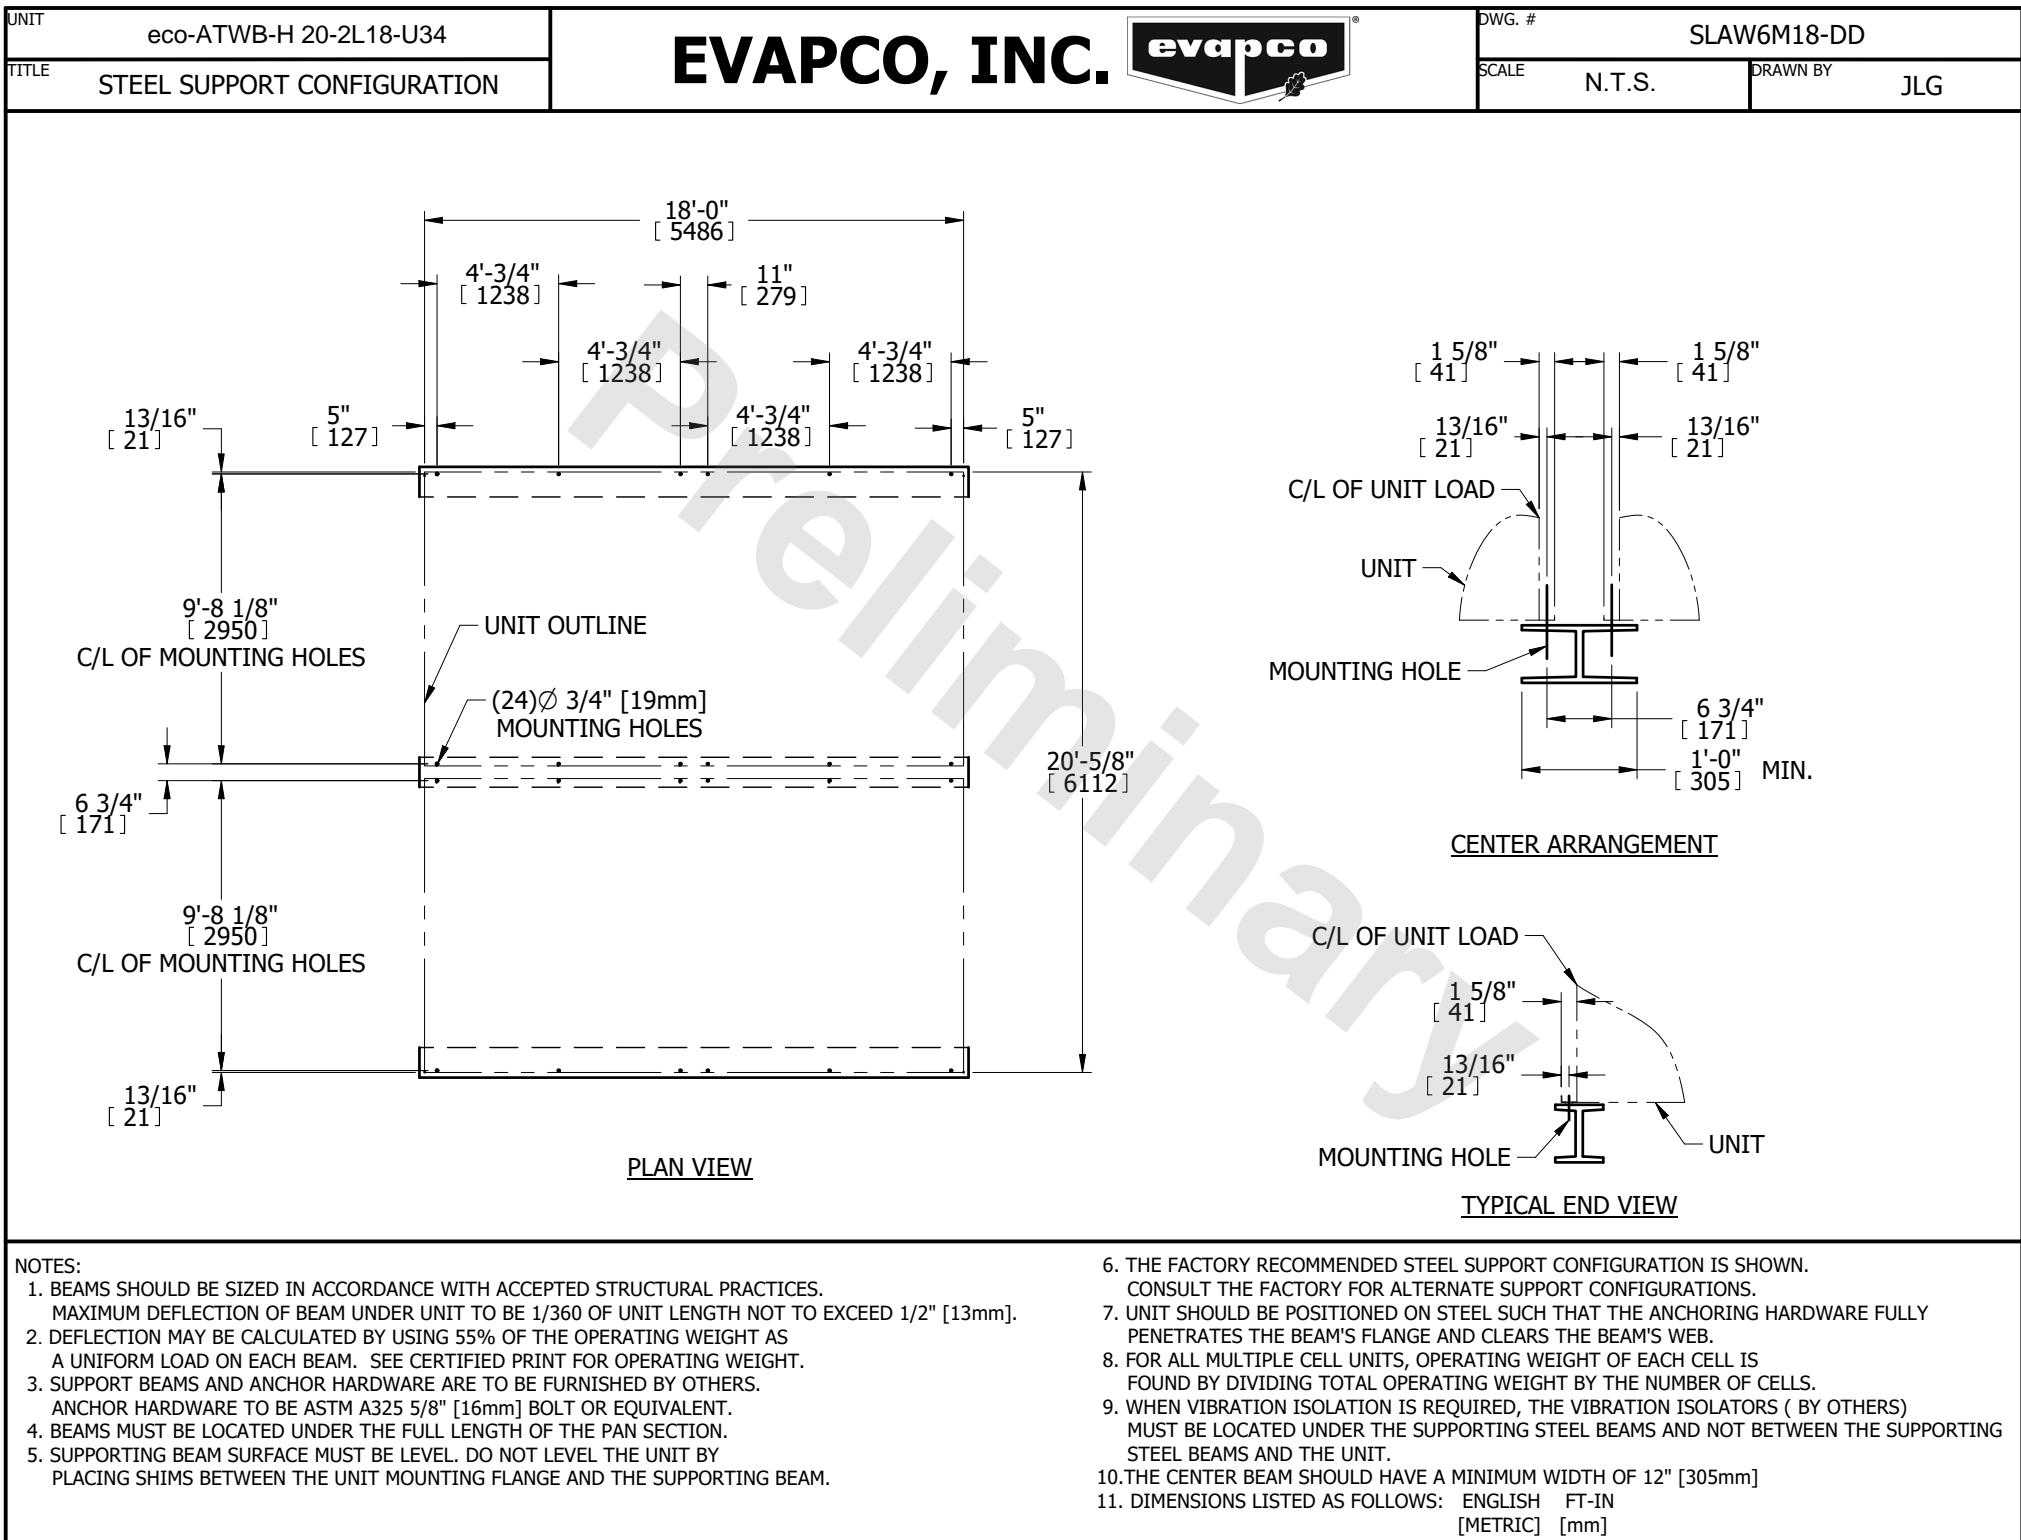 UNIT
eco-ATWB-H 20-2L18-U34
TITLE
STEEL SUPPORT CONFIGURATION
EVAPCO, INC.
evapco
®
DWG. #
SLAW6M18-DD
SCALE
N.T.S.
DRAWN BY
JLG
18'-0"
[ 5486 ]
4'-3/4"
[ 1238 ]
11"
[ 279 ]
4'-3/4"
[ 1238 ]
4'-3/4"
[ 1238 ]
13/16"
[ 21 ]
5"
[ 127 ]
4'-3/4"
[ 1238 ]
5"
[ 127 ]
9'-8 1/8"
[ 2950 ]
C/L OF MOUNTING HOLES
UNIT OUTLINE
(24)∅ 3/4" [19mm]
MOUNTING HOLES
6 3/4"
[ 171 ]
20'-5/8"
[ 6112 ]
9'-8 1/8"
[ 2950 ]
C/L OF MOUNTING HOLES
13/16"
[ 21 ]
PLAN VIEW
Preliminary
1 5/8"
[ 41 ]
1 5/8"
[ 41 ]
13/16"
[ 21 ]
13/16"
[ 21 ]
C/L OF UNIT LOAD
UNIT
MOUNTING HOLE
6 3/4"
[ 171 ]
1'-0"
[ 305 ] MIN.
CENTER ARRANGEMENT
C/L OF UNIT LOAD
1 5/8"
[ 41 ]
13/16"
[ 21 ]
MOUNTING HOLE
UNIT
TYPICAL END VIEW
NOTES:
1. BEAMS SHOULD BE SIZED IN ACCORDANCE WITH ACCEPTED STRUCTURAL PRACTICES.
MAXIMUM DEFLECTION OF BEAM UNDER UNIT TO BE 1/360 OF UNIT LENGTH NOT TO EXCEED 1/2" [13mm].
2. DEFLECTION MAY BE CALCULATED BY USING 55% OF THE OPERATING WEIGHT AS
A UNIFORM LOAD ON EACH BEAM. SEE CERTIFIED PRINT FOR OPERATING WEIGHT.
3. SUPPORT BEAMS AND ANCHOR HARDWARE ARE TO BE FURNISHED BY OTHERS.
ANCHOR HARDWARE TO BE ASTM A325 5/8" [16mm] BOLT OR EQUIVALENT.
4. BEAMS MUST BE LOCATED UNDER THE FULL LENGTH OF THE PAN SECTION.
5. SUPPORTING BEAM SURFACE MUST BE LEVEL. DO NOT LEVEL THE UNIT BY
PLACING SHIMS BETWEEN THE UNIT MOUNTING FLANGE AND THE SUPPORTING BEAM.
6. THE FACTORY RECOMMENDED STEEL SUPPORT CONFIGURATION IS SHOWN.
CONSULT THE FACTORY FOR ALTERNATE SUPPORT CONFIGURATIONS.
7. UNIT SHOULD BE POSITIONED ON STEEL SUCH THAT THE ANCHORING HARDWARE FULLY
PENETRATES THE BEAM'S FLANGE AND CLEARS THE BEAM'S WEB.
8. FOR ALL MULTIPLE CELL UNITS, OPERATING WEIGHT OF EACH CELL IS
FOUND BY DIVIDING TOTAL OPERATING WEIGHT BY THE NUMBER OF CELLS.
9. WHEN VIBRATION ISOLATION IS REQUIRED, THE VIBRATION ISOLATORS ( BY OTHERS)
MUST BE LOCATED UNDER THE SUPPORTING STEEL BEAMS AND NOT BETWEEN THE SUPPORTING
STEEL BEAMS AND THE UNIT.
10.THE CENTER BEAM SHOULD HAVE A MINIMUM WIDTH OF 12" [305mm]
11. DIMENSIONS LISTED AS FOLLOWS: ENGLISH FT-IN
[METRIC] [mm]